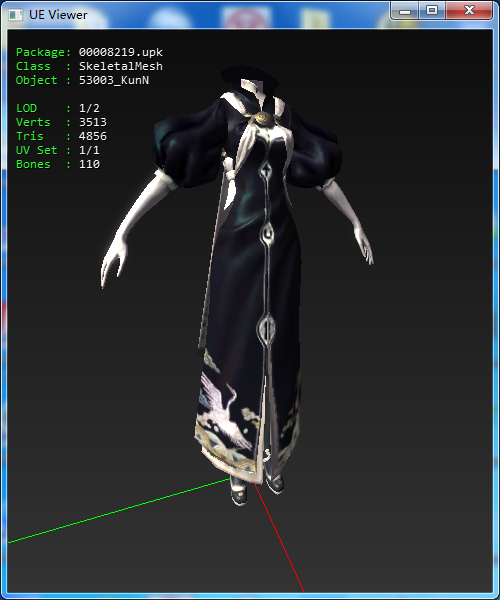 UE Viewer
Package: 00008219.upk
Class  : SkeletalMesh
Object : 53003_KunN
LOD    : 1/2
Verts  : 3513
Tris   : 4856
UV Set : 1/1
Bones  : 110